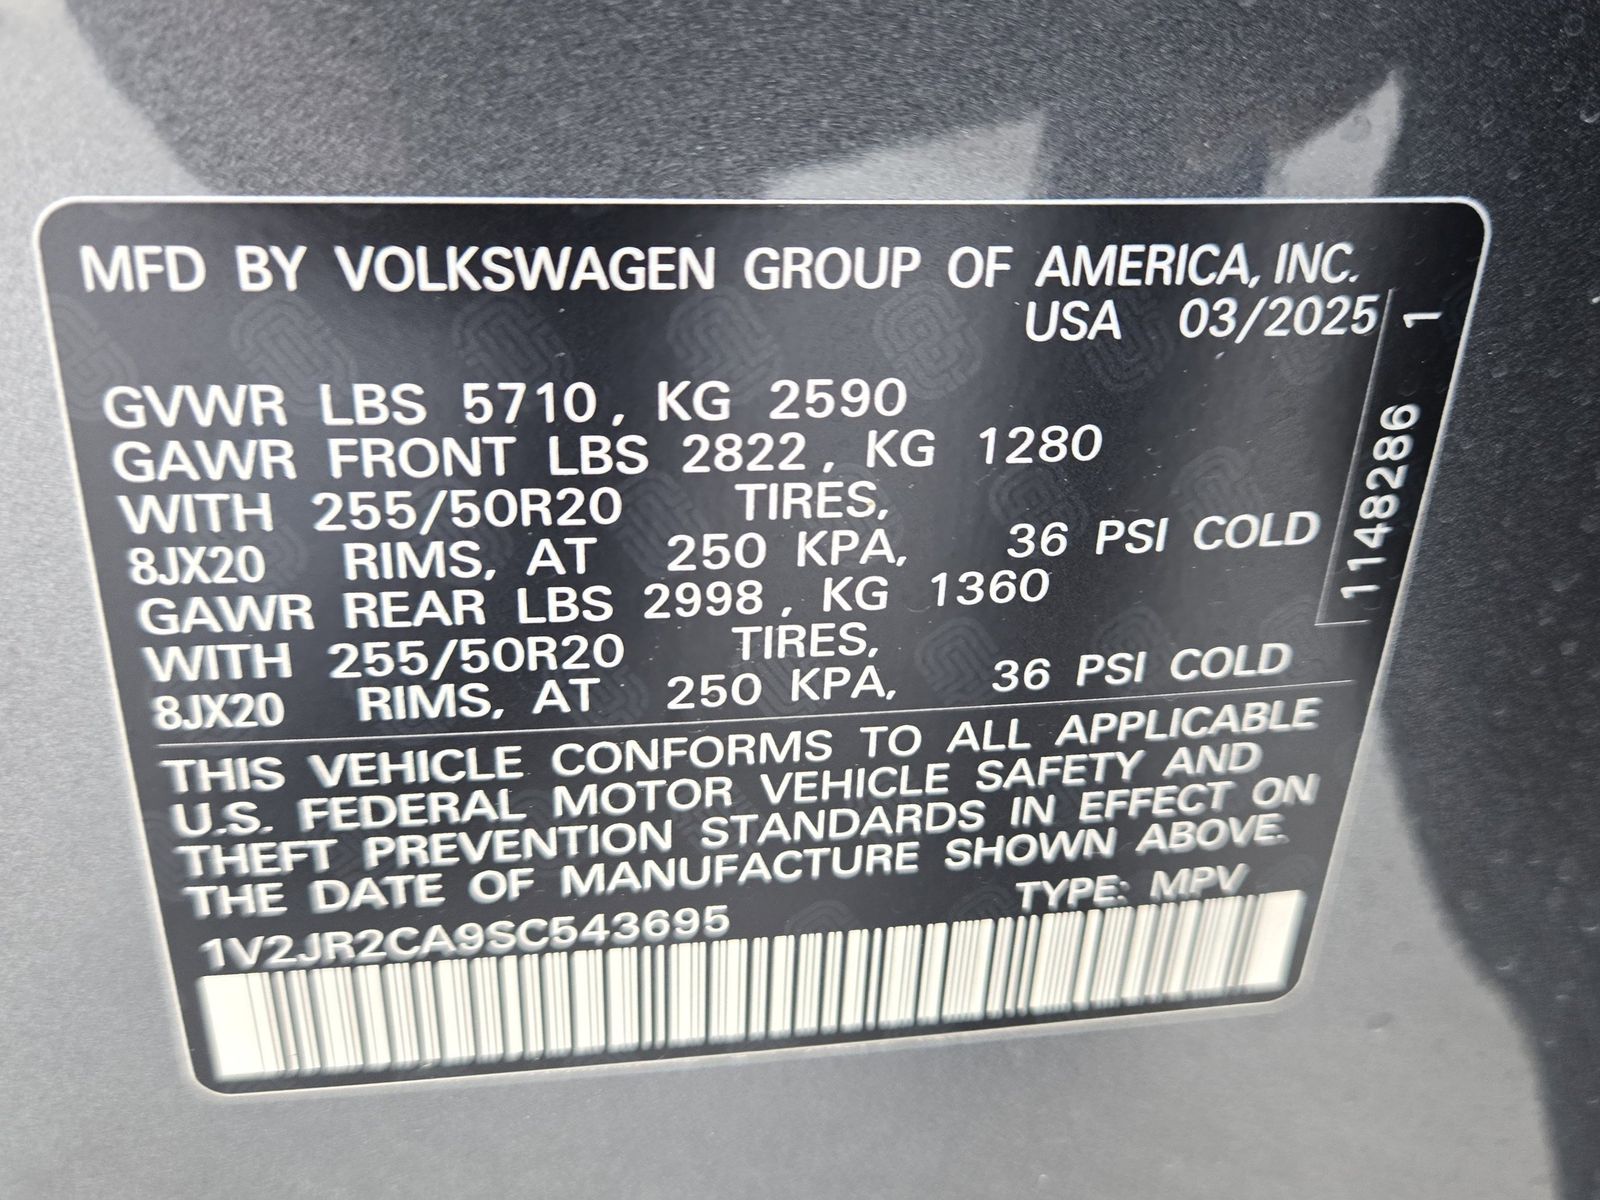 MFD BY VOLKSWAGEN GROUP OF AMERICA, INC.
USA 03/2025
GVWR LBS 5710, KG 2590
GAWR FRONT LBS 2822, KG 1280
WITH 255/50R20 TIRES,
8JX20 RIMS, AT 250 KPA, 36 PSI COLD
GAWR REAR LBS 2998, KG 1360
WITH 255/50R20 TIRES,
8JX20 RIMS, AT 250 KPA, 36 PSI COLD
THIS VEHICLE CONFORMS TO ALL APPLICABLE
U.S. FEDERAL MOTOR VEHICLE SAFETY AND
THEFT PREVENTION STANDARDS IN EFFECT ON
THE DATE OF MANUFACTURE SHOWN ABOVE.
TYPE: MPV
1V2JR2CA9SC543695
1148286 1